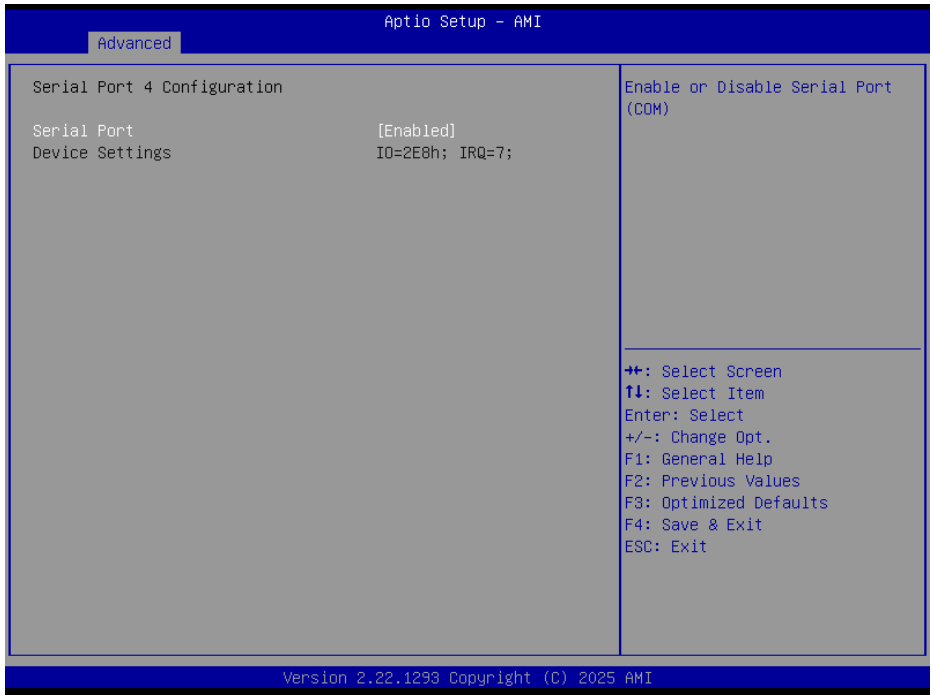 Aptio Setup – AMI
Advanced
Serial Port 4 Configuration
Serial Port [Enabled]
Device Settings IO=2E8h; IRQ=7;
Enable or Disable Serial Port
(COM)
→←: Select Screen
↑↓: Select Item
Enter: Select
+/-: Change Opt.
F1: General Help
F2: Previous Values
F3: Optimized Defaults
F4: Save & Exit
ESC: Exit
Version 2.22.1293 Copyright (C) 2025 AMI